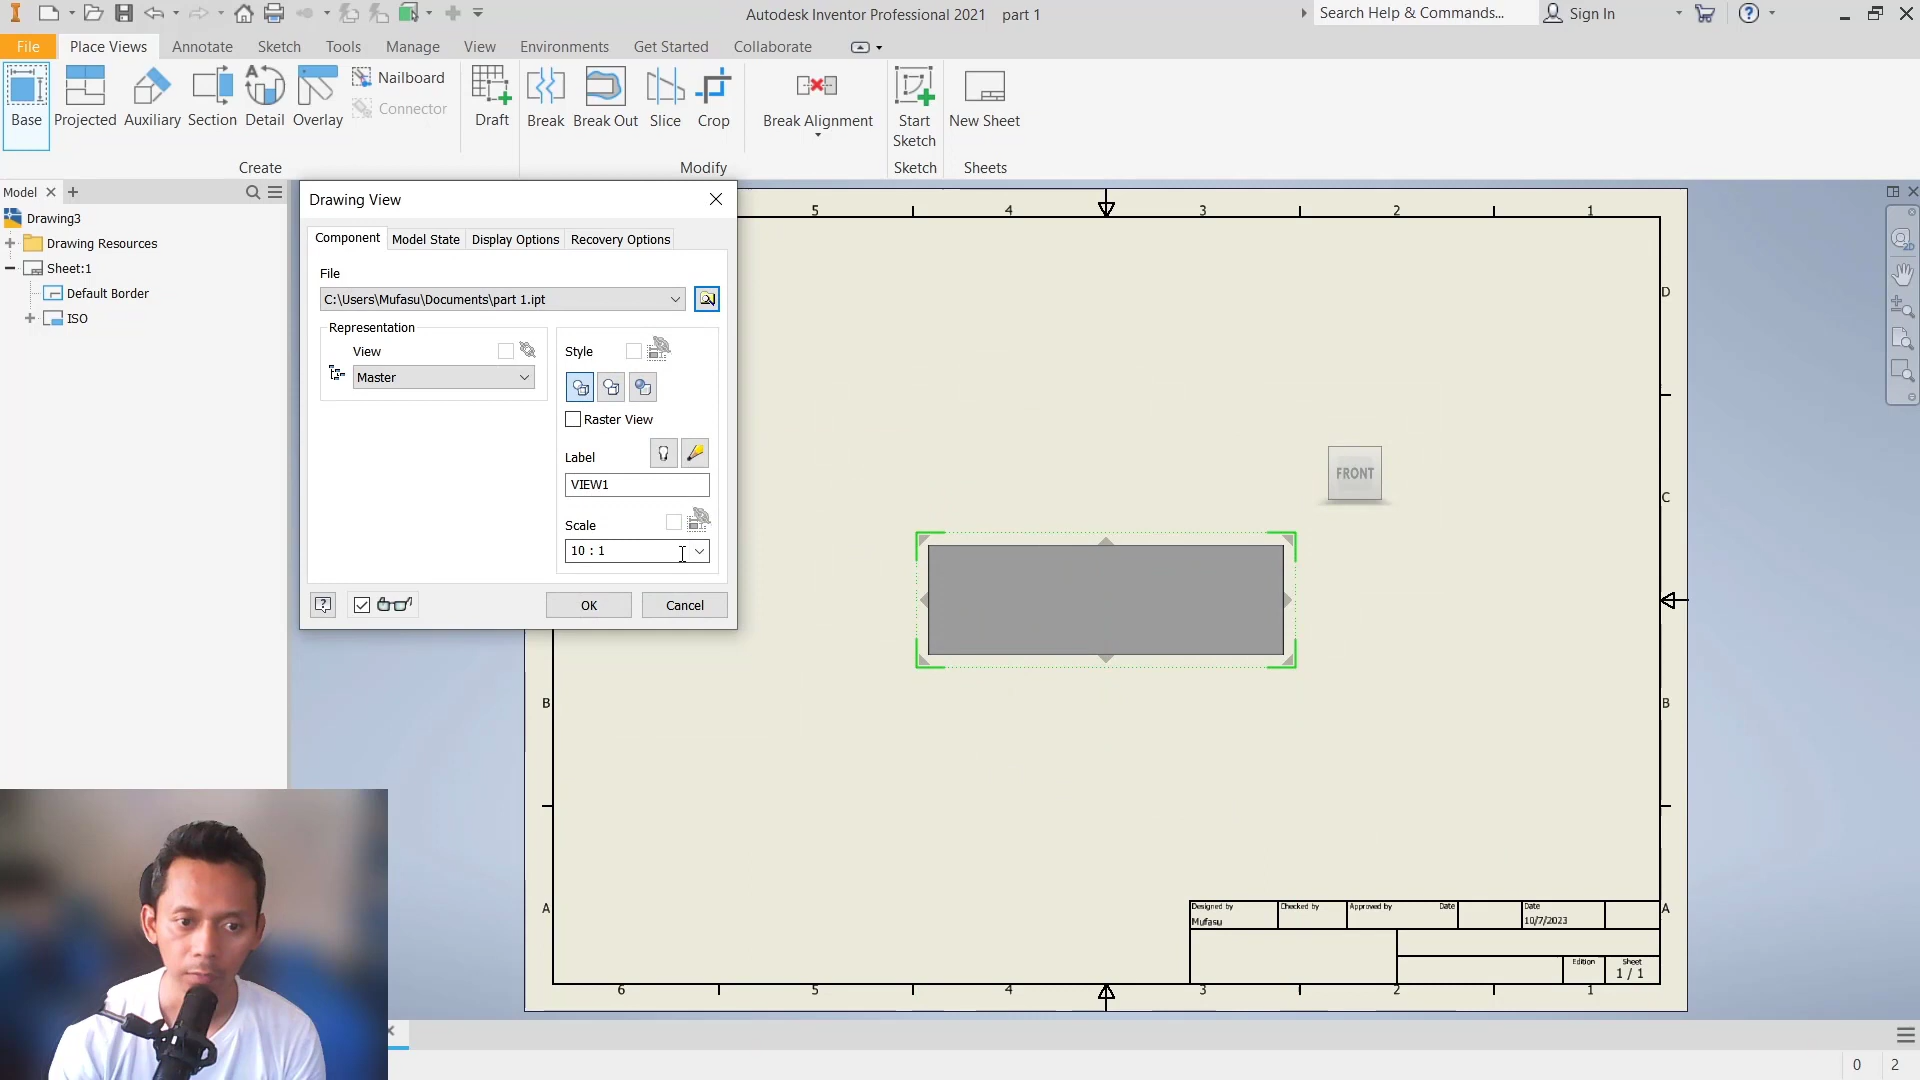 Autodesk Inventor Professional 2021 part 1
Search Help & Commands...
Sign In
File Place Views Annotate Sketch Tools Manage View Environments Get Started Collaborate
Base
Projected
Auxiliary
Section
Detail
Overlay
Nailboard
Connector
Draft
Break
Break Out
Slice
Crop
Break Alignment
Start
Sketch
New Sheet
Create
Modify
Sketch
Sheets
Model
Drawing3
Drawing Resources
Sheet:1
Default Border
ISO
Drawing View
Component Model State Display Options Recovery Options
File
C:\Users\Mufasu\Documents\part 1.ipt
Representation
View
Master
Style
Raster View
Label
VIEW1
Scale
10 : 1
OK
Cancel
5 4 3 2 1
D
FRONT
C
B B
A A
Designed by
Mufasu
Checked by
Approved by
Date
Date
10/7/2023
Edition
Sheet
1 / 1
6 5 4 3 2 1
0 2
2D